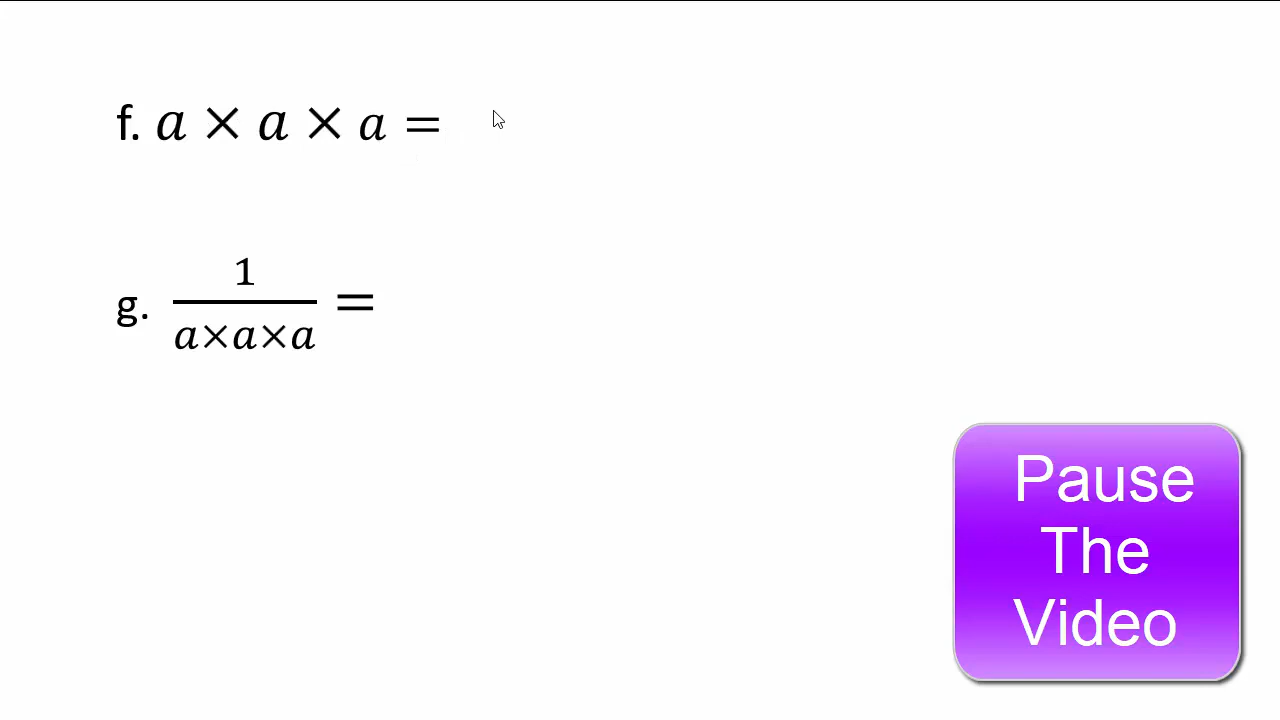 f. 𝑎 × 𝑎 × 𝑎 =
g. 1
𝑎×𝑎×𝑎 =
Pause
The
Video